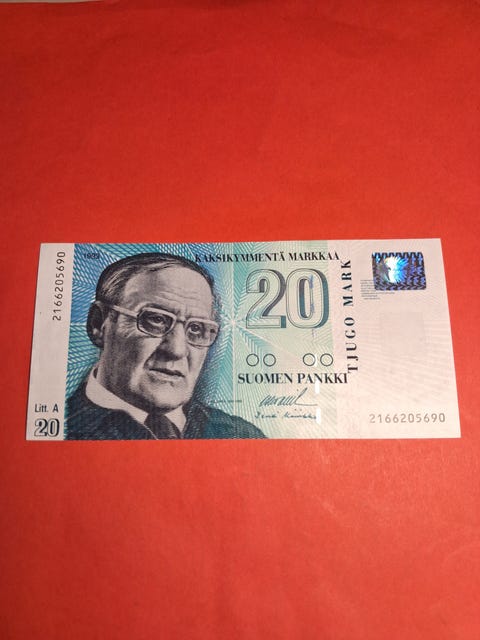 2166205690
1993
KAKSIKYMMENTÄ MARKKAA
20
TJUGO MARK
SUOMEN PANKKI
Litt. A
20
2166205690